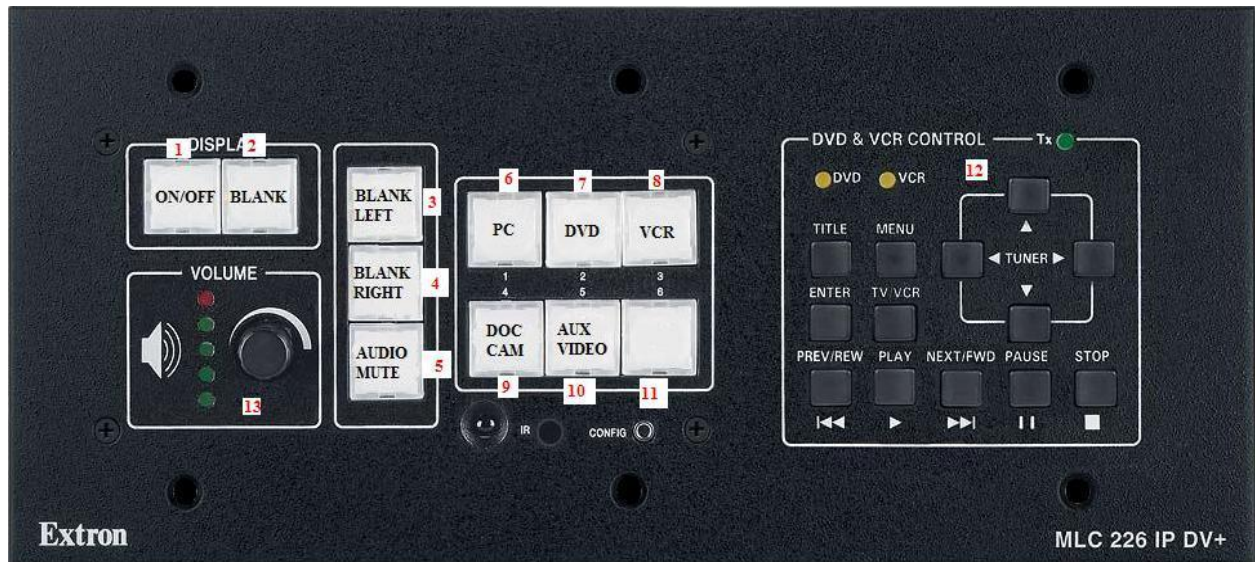 DISPLA
1
2
ON/OFF
BLANK
BLANK
LEFT
3
BLANK
RIGHT
4
AUDIO
MUTE
5
VOLUME
13
6
7
8
PC
DVD
VCR
1
2
3
4
5
6
DOC
CAM
AUX
VIDEO
9
10
11
IR
CONFIG
DVD & VCR CONTROL
Tx
DVD
VCR
12
TITLE
MENU
TUNER
ENTER
TV/VCR
PREV/REW
PLAY
NEXT/FWD
PAUSE
STOP
Extron
MLC 226 IP DV+